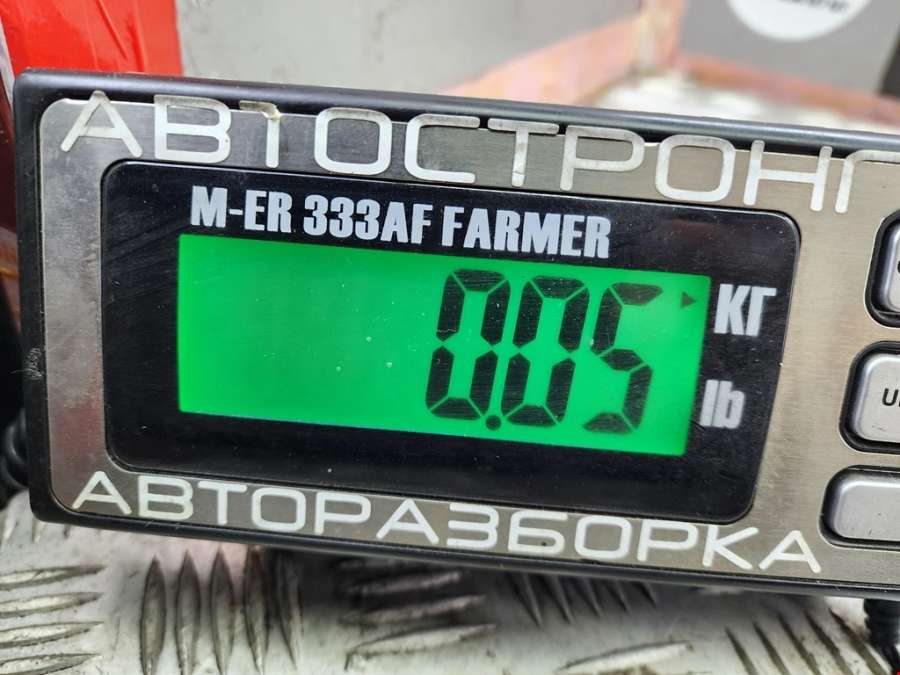 АВТОСТРОНГ
M-ER 333AF FARMER
0.05
КГ
lb
АВТОРАЗБОРКА